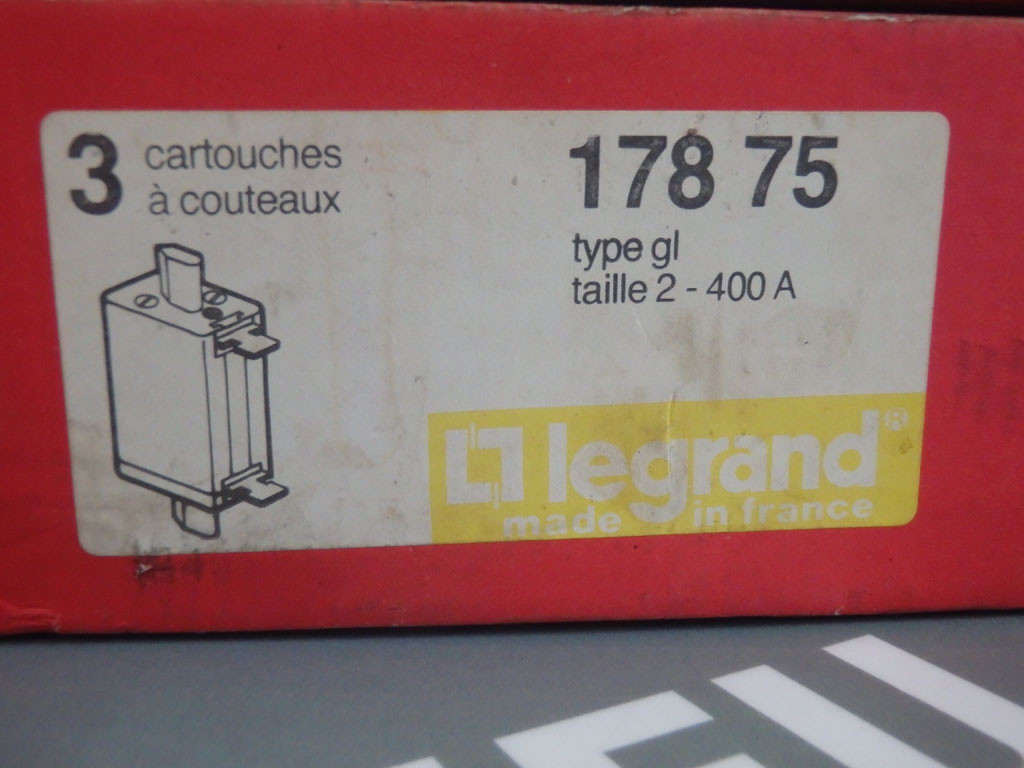 3 cartouches
à couteaux
178 75
type gl
taille 2 - 400 A
legrand®
made in france